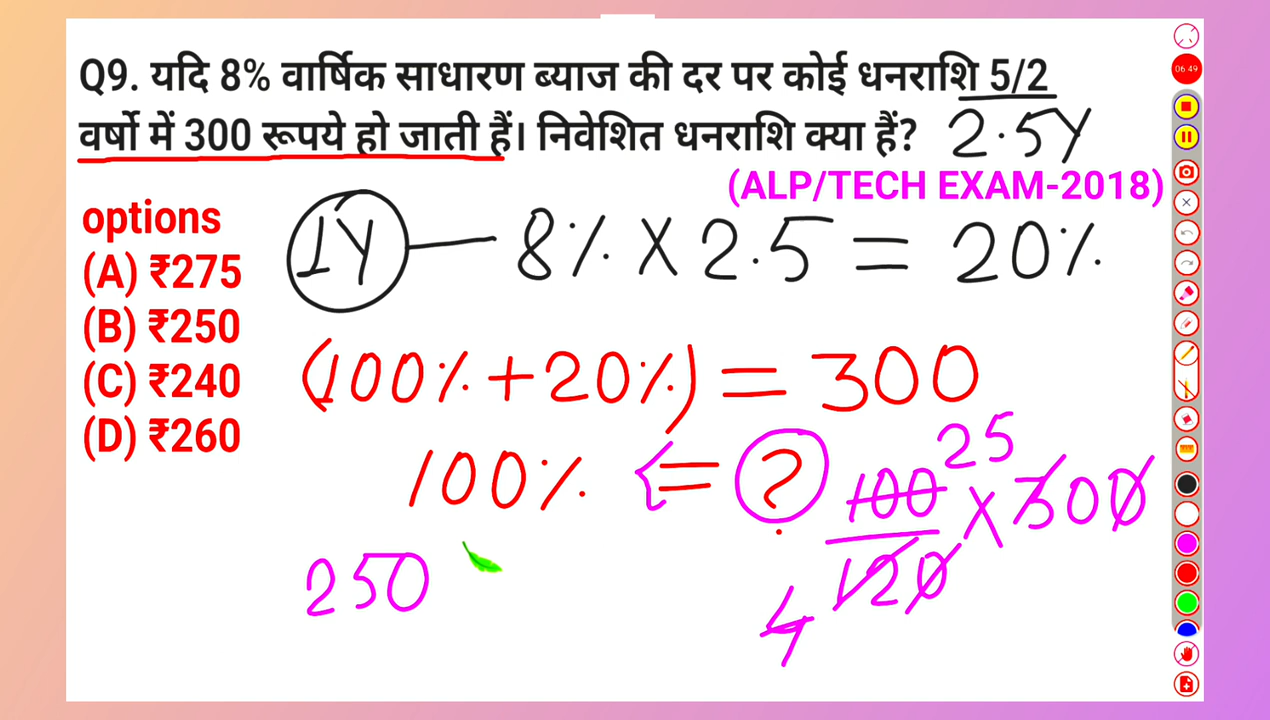 Q9. यदि 8% वार्षिक साधारण ब्याज की दर पर कोई धनराशि 5/2
वर्षो में 300 रूपये हो जाती हैं। निवेशित धनराशि क्या हैं? 2.5Y
(ALP/TECH EXAM-2018)
options
(A) ₹275
(B) ₹250
(C) ₹240
(D) ₹260
1Y — 8% X 2.5 = 20%
(100% + 20%) = 300
100% = ?
100 25 X 300
120
4
250
06:49